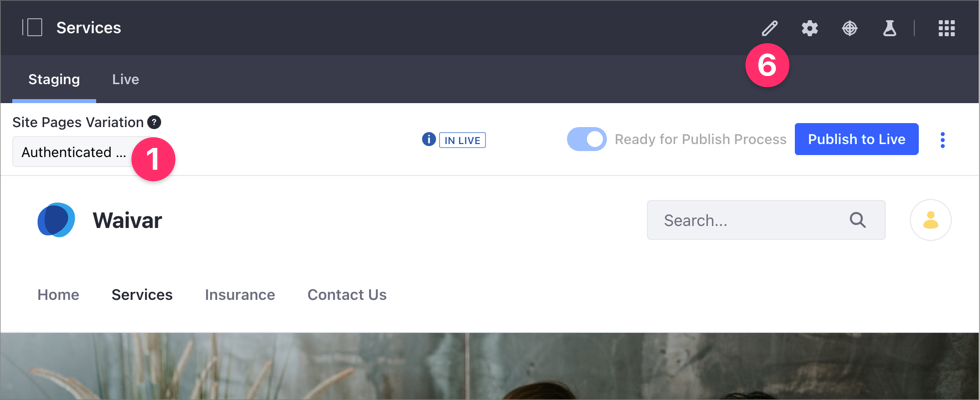 Services
6
Staging Live
Site Pages Variation ?
Authenticated ... 1
i IN LIVE
Ready for Publish Process
Publish to Live
Waivar
Search...
Home Services Insurance Contact Us